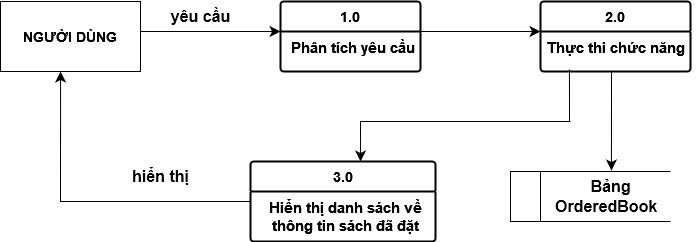 NGƯỜI DÙNG
yêu cầu
1.0
Phân tích yêu cầu
2.0
Thực thi chức năng
hiển thị
3.0
Hiển thị danh sách về
thông tin sách đã đặt
Bảng
OrderedBook